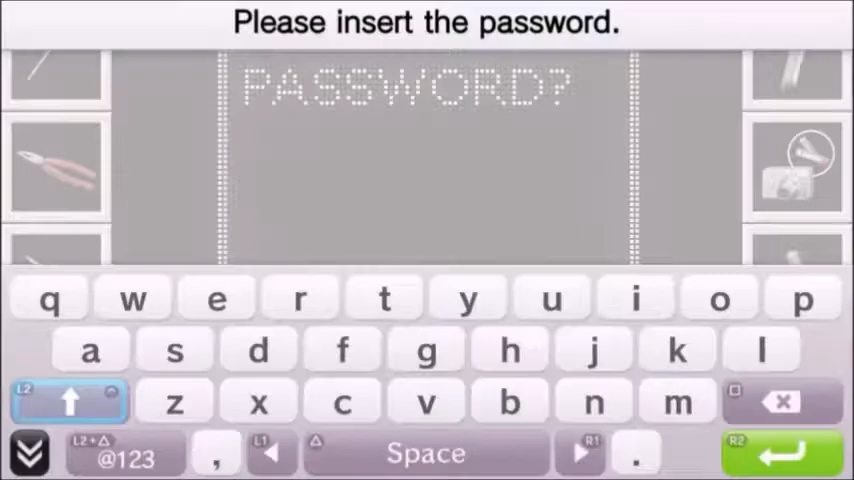 Please insert the password.
PASSWORD?
q w e r t y u i o p
a s d f g h j k l
L2 z x c v b n m
L2+△ @123 , L1 ◀ △ Space ▶ R1 . R2